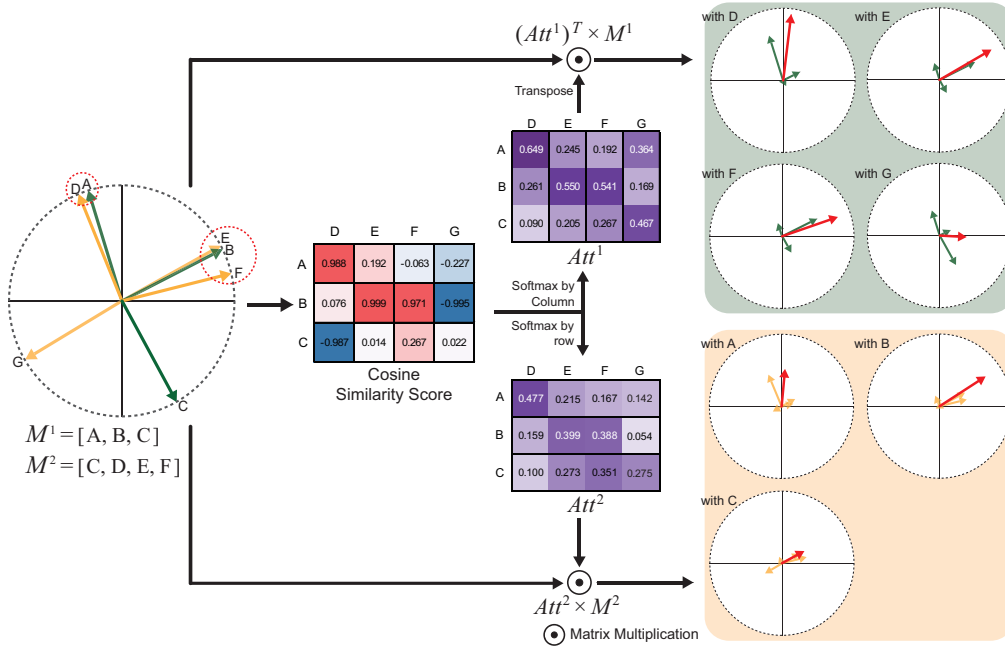 D A
E
B
F
G
C
M¹ = [A, B, C]
M² = [C, D, E, F]
D E F G
A 0.988 0.192 -0.063 -0.227
B 0.076 0.999 0.971 -0.995
C -0.987 0.014 0.267 0.022
Cosine
Similarity Score
(Att¹)ᵀ × M¹
Transpose
D E F G
A 0.649 0.245 0.192 0.364
B 0.261 0.550 0.541 0.169
C 0.090 0.205 0.267 0.467
Att¹
Softmax by
Column
Softmax by
row
D E F G
A 0.477 0.215 0.167 0.142
B 0.159 0.399 0.388 0.054
C 0.100 0.273 0.351 0.275
Att²
Att² × M²
Matrix Multiplication
with D
with E
with F
with G
with A
with B
with C